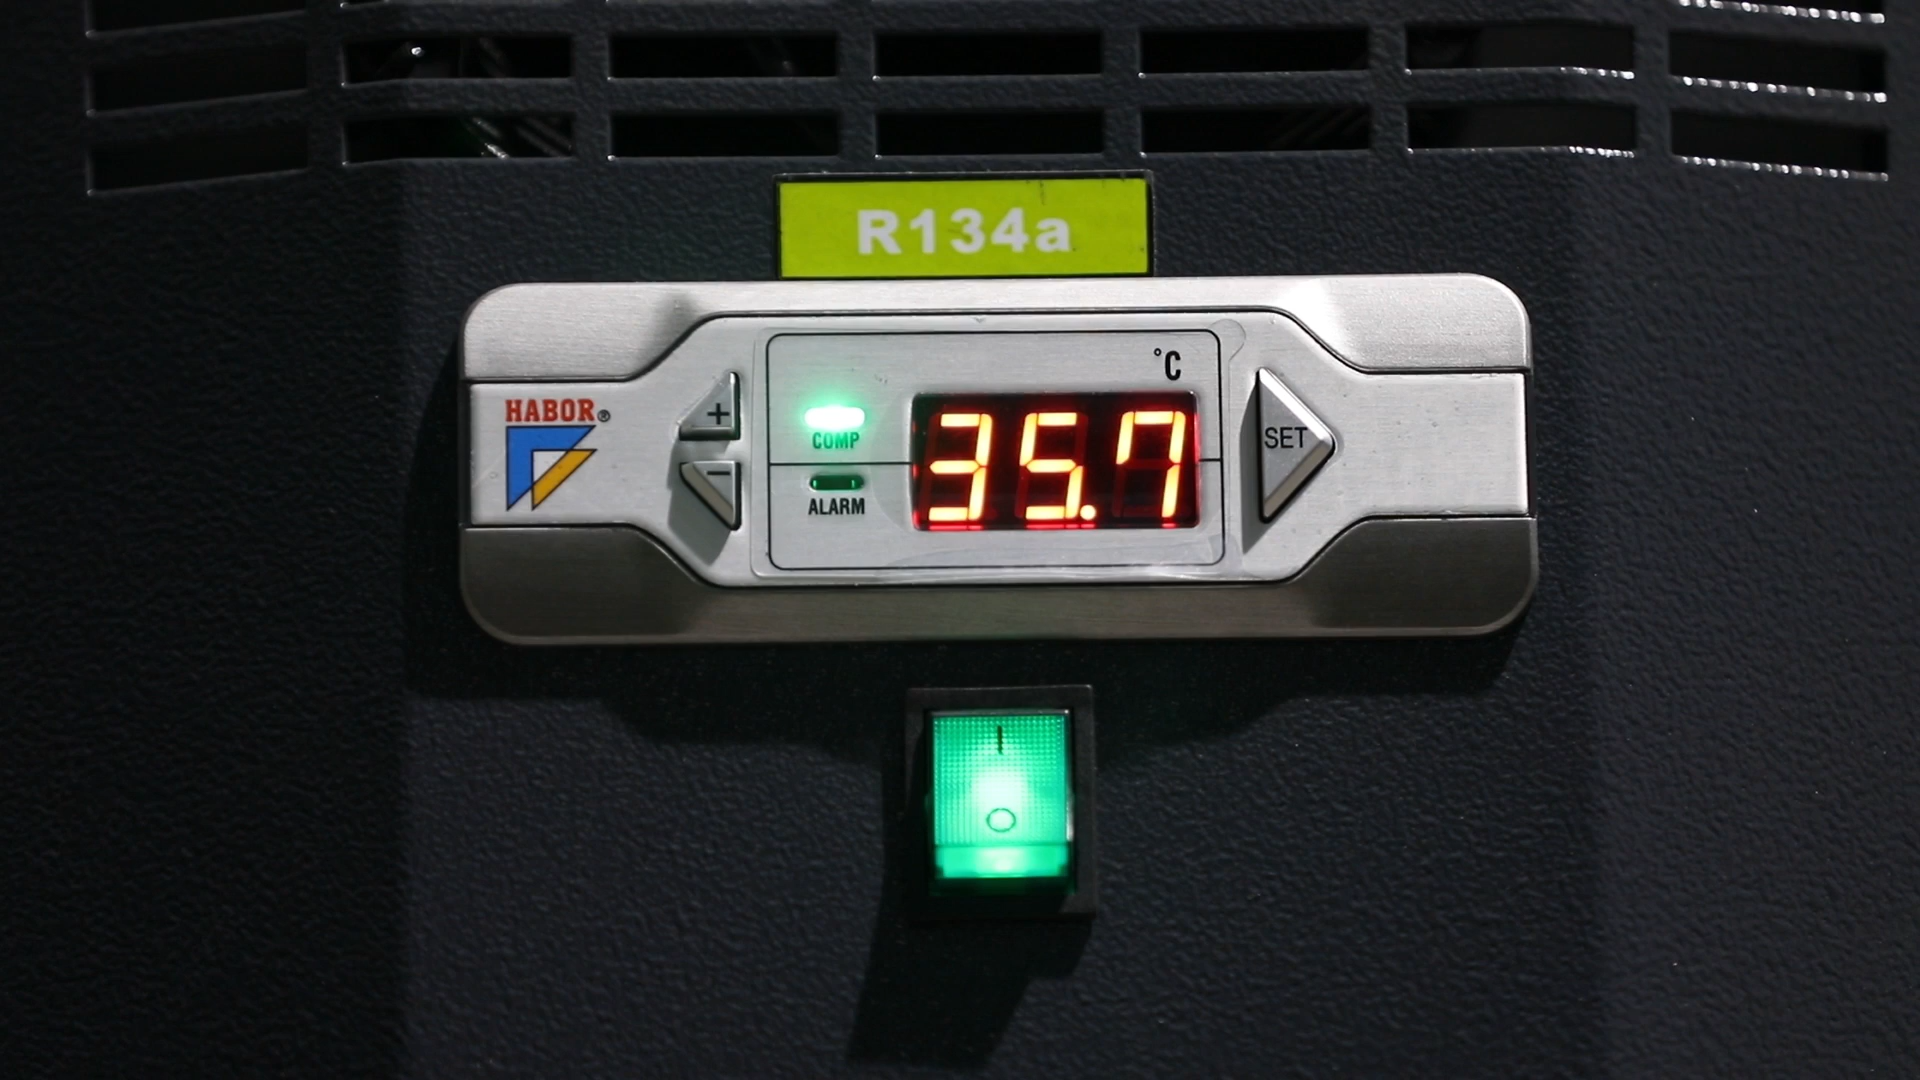 R134a
°C
HABOR®
+
COMP
35.7
SET
−
ALARM
I
O